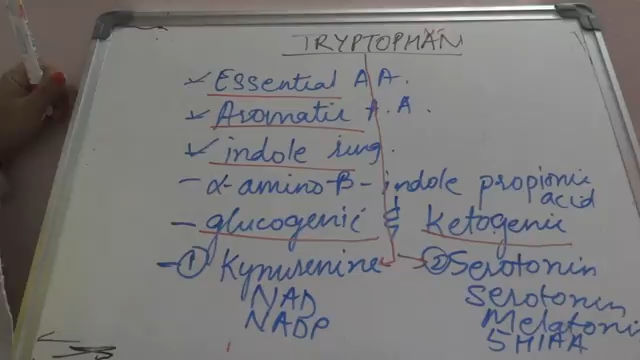 TRYPTOPHAN
✓ Essential A A.
✓ Aromatic A.A.
✓ indole ring.
- α-amino-β-indole propionic acid
- glucogenic & Ketogenic
- ① Kynurenine ② Serotonin
NAD Serotonin
NADP Melatonin
5HIAA